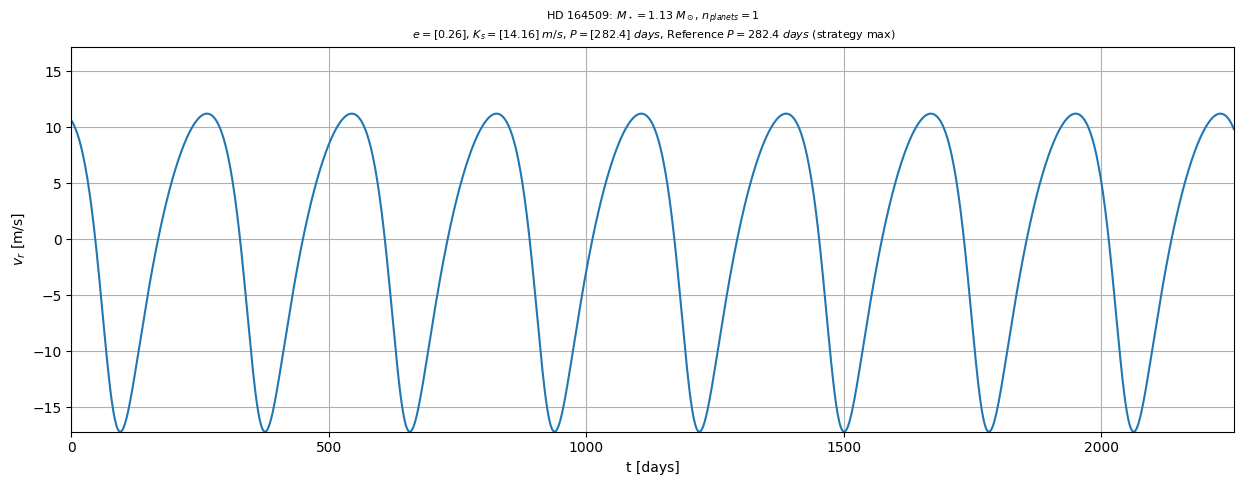 HD 164509: $M_\star = 1.13\ M_\odot$, $n_{planets} = 1$
$e = [0.26]$, $K_s = [14.16]\ m/s$, $P = [282.4]\ days$, Reference $P = 282.4\ days$ (strategy max)
15
10
5
0
−5
−10
−15
$v_r$ [m/s]
0 500 1000 1500 2000
t [days]